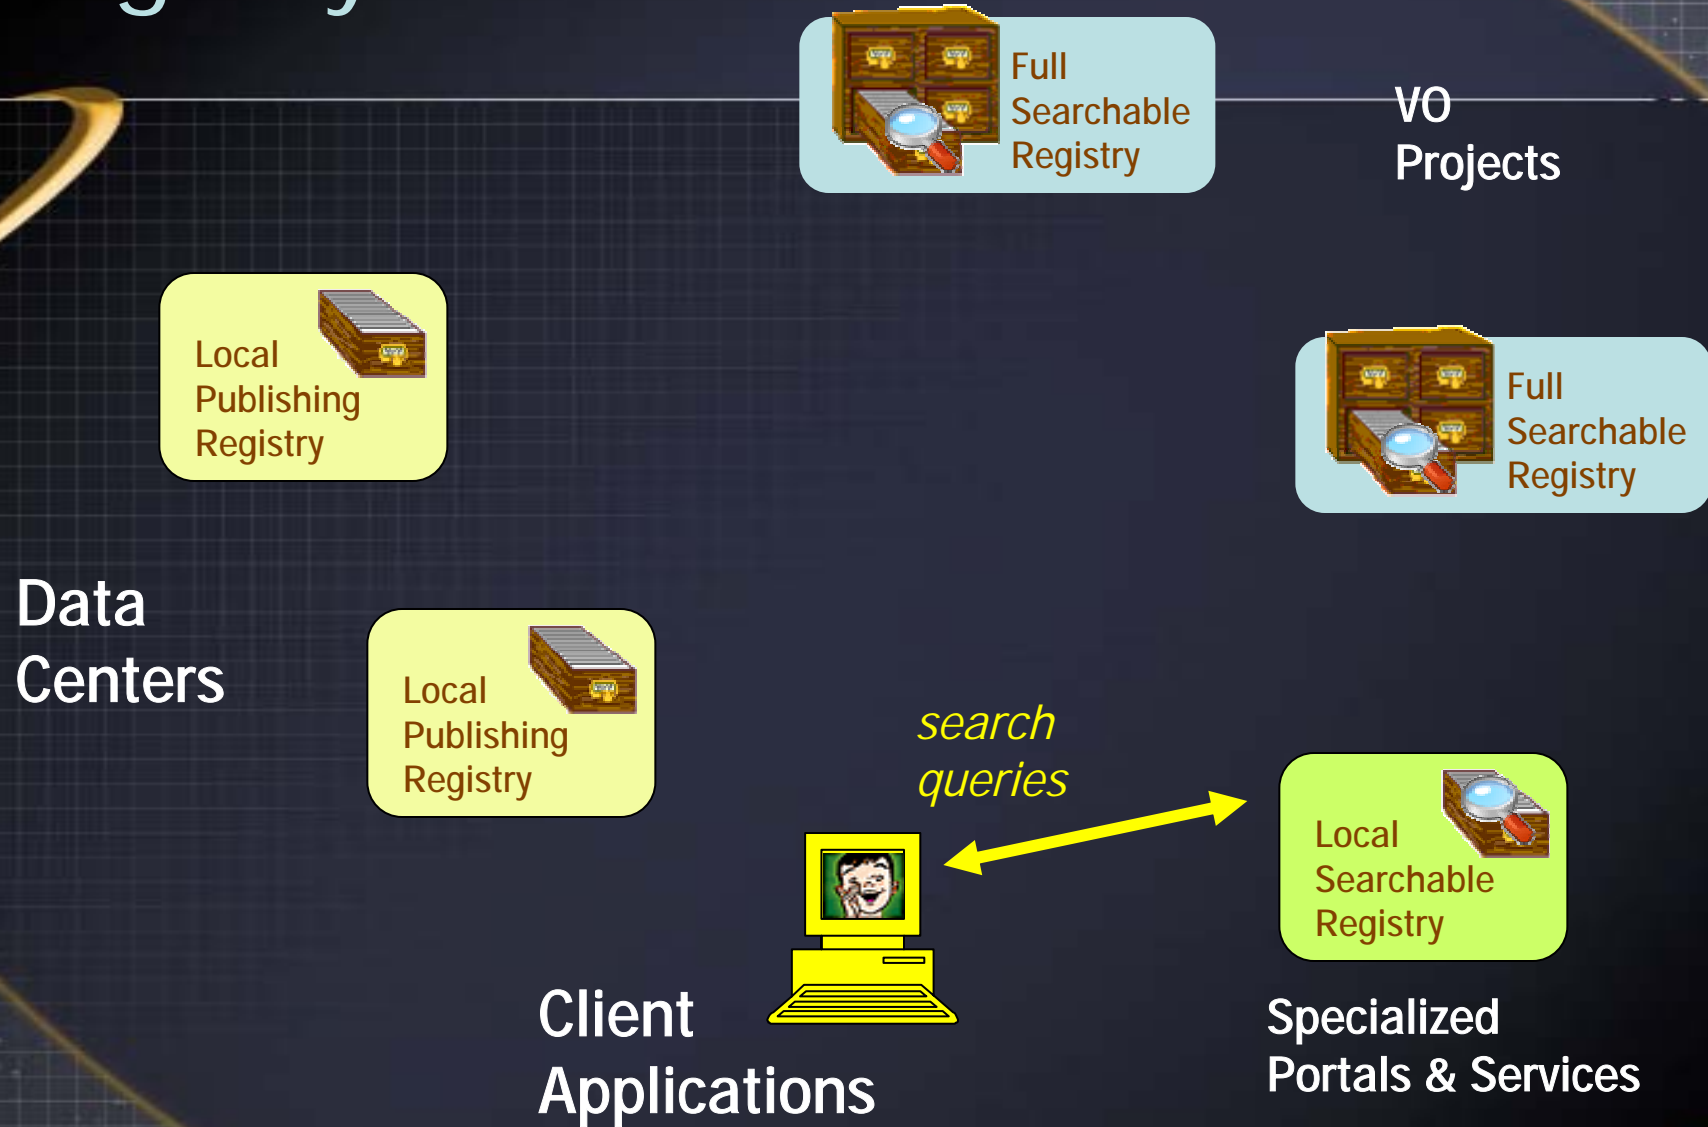 Full
Searchable
Registry
VO
Projects
Local
Publishing
Registry
Full
Searchable
Registry
Data
Centers
Local
Publishing
Registry
search
queries
Local
Searchable
Registry
Client
Applications
Specialized
Portals & Services